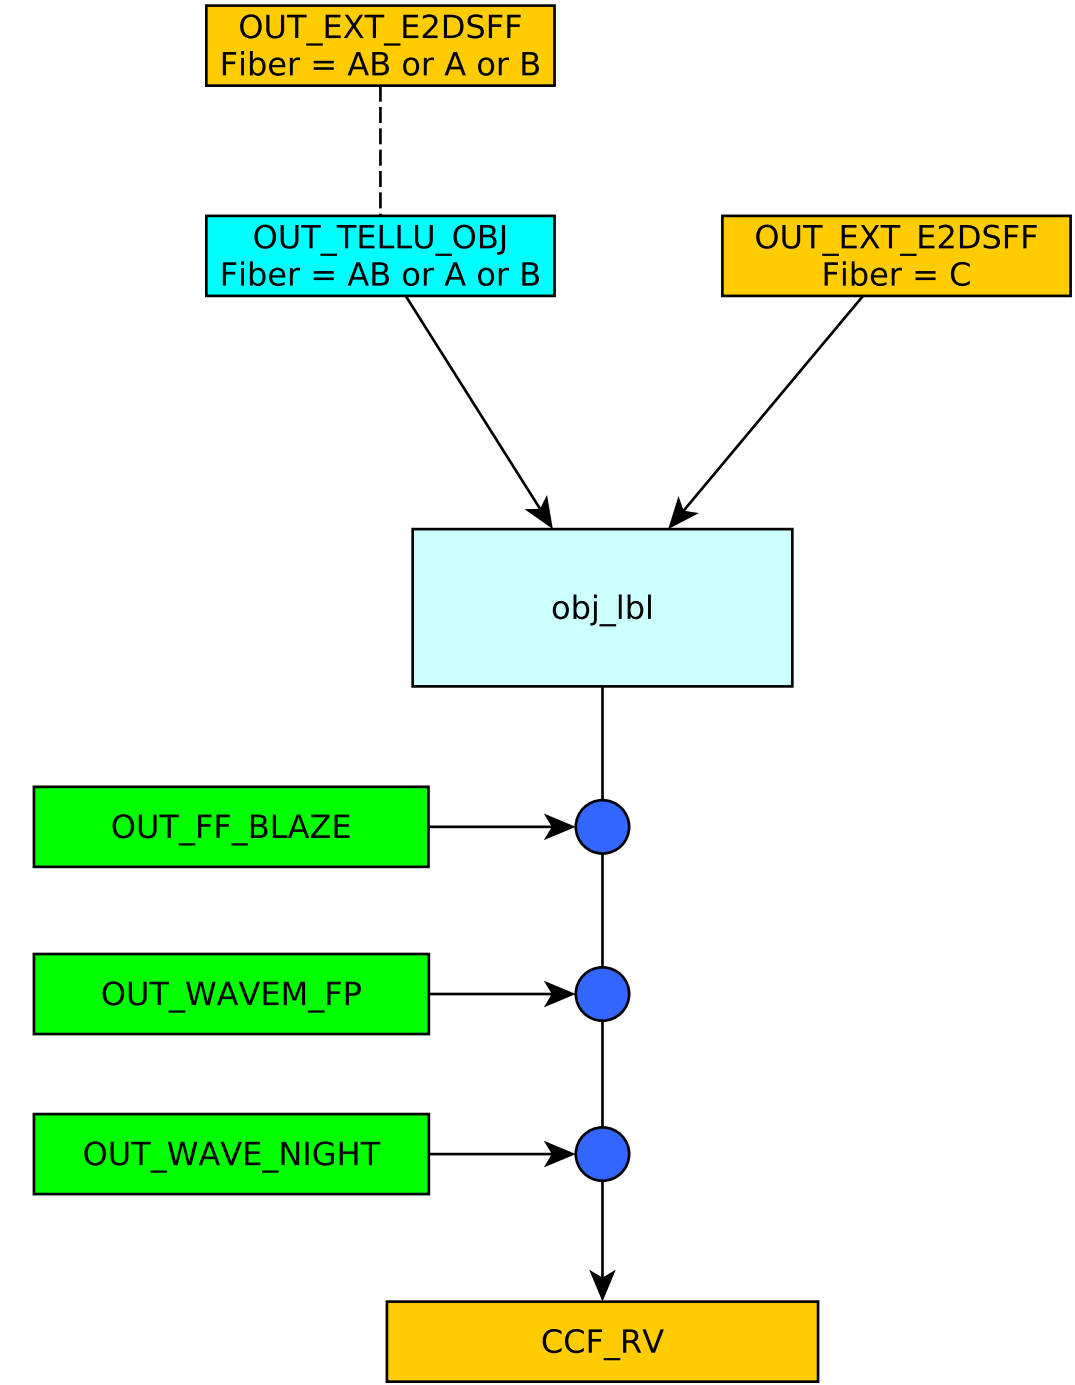 OUT_EXT_E2DSFF
Fiber = AB or A or B
OUT_TELLU_OBJ
Fiber = AB or A or B
OUT_EXT_E2DSFF
Fiber = C
obj_lbl
OUT_FF_BLAZE
OUT_WAVEM_FP
OUT_WAVE_NIGHT
CCF_RV